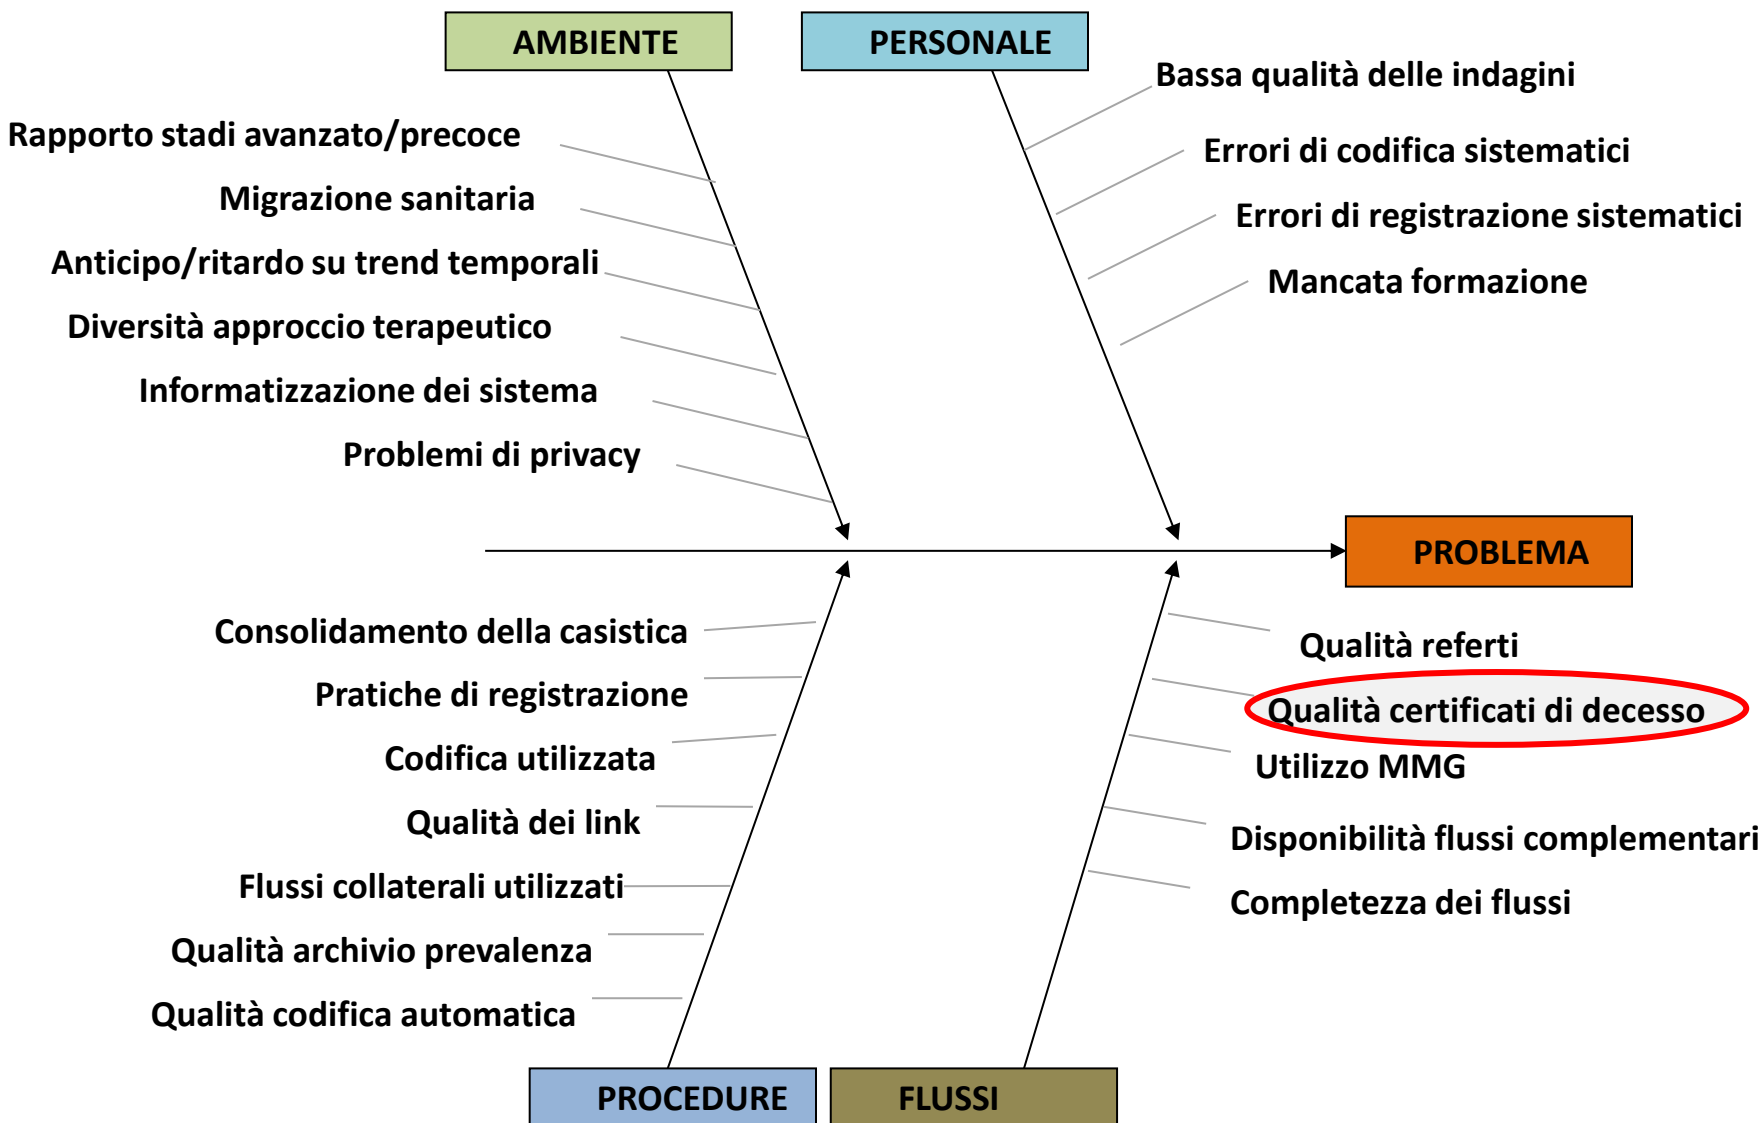 AMBIENTE
PERSONALE
Rapporto stadi avanzato/precoce
Migrazione sanitaria
Anticipo/ritardo su trend temporali
Diversità approccio terapeutico
Informatizzazione dei sistema
Problemi di privacy
Bassa qualità delle indagini
Errori di codifica sistematici
Errori di registrazione sistematici
Mancata formazione
PROBLEMA
Consolidamento della casistica
Pratiche di registrazione
Codifica utilizzata
Qualità dei link
Flussi collaterali utilizzati
Qualità archivio prevalenza
Qualità codifica automatica
Qualità referti
Qualità certificati di decesso
Utilizzo MMG
Disponibilità flussi complementari
Completezza dei flussi
PROCEDURE
FLUSSI